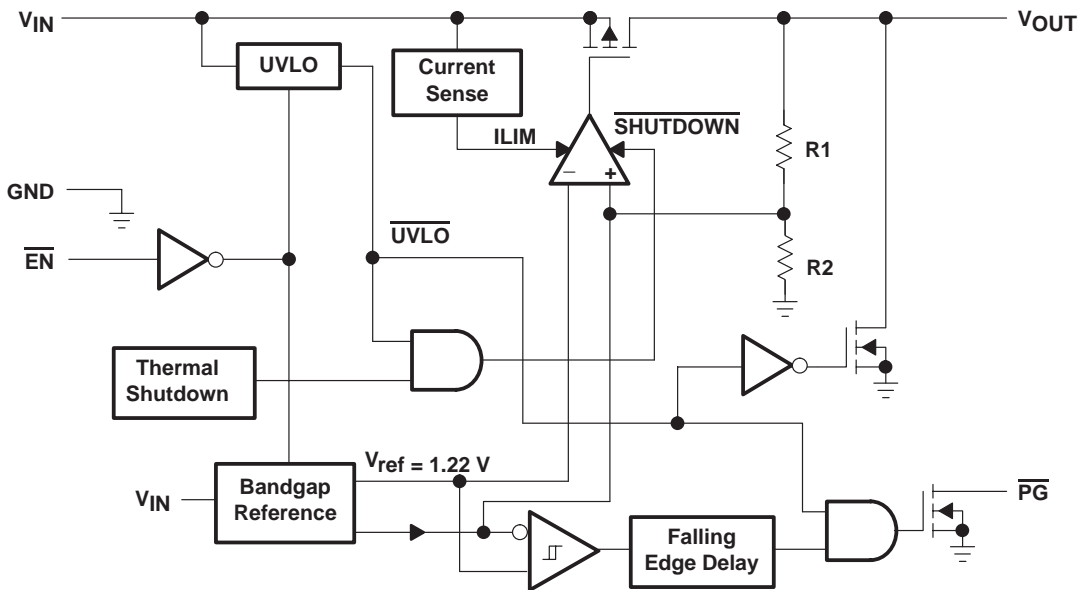 VIN
VOUT
UVLO
Current
Sense
ILIM
SHUTDOWN
R1
− +
GND
UVLO
EN
R2
Thermal
Shutdown
Vref = 1.22 V
VIN
Bandgap
Reference
PG
Falling
Edge Delay